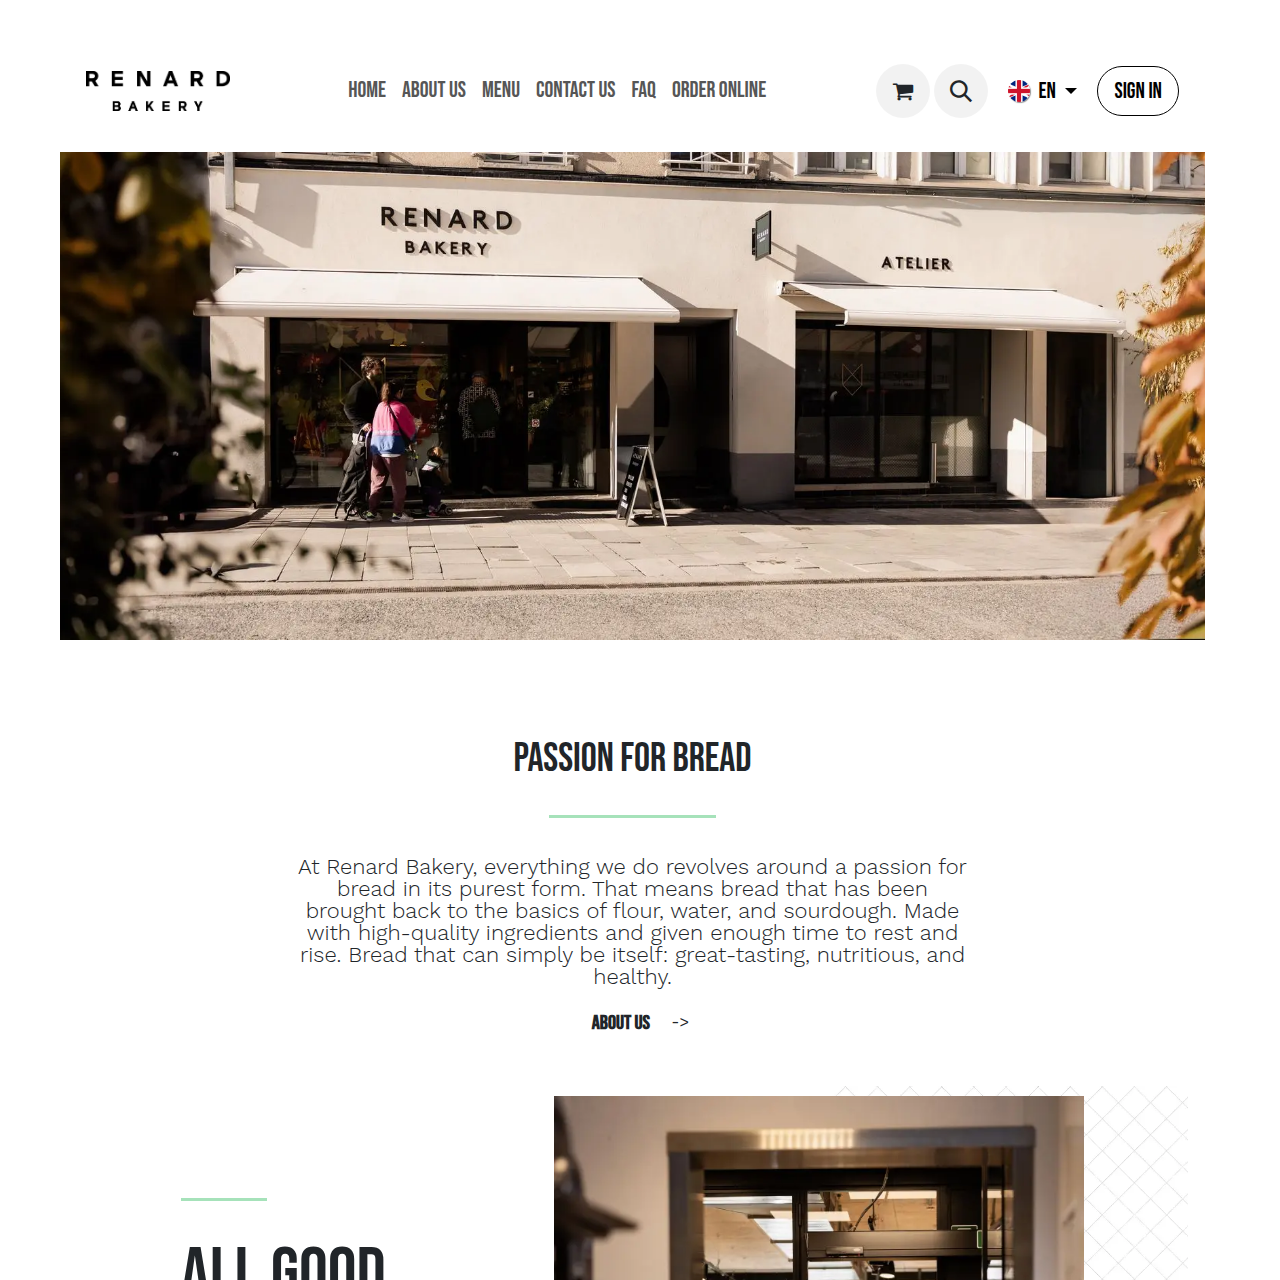 RENARD
BAKERY
HOME ABOUT US MENU CONTACT US FAQ ORDER ONLINE
EN
SIGN IN
RENARD
BAKERY
ATELIER
PASSION FOR BREAD
At Renard Bakery, everything we do revolves around a passion for
bread in its purest form. That means bread that has been
brought back to the basics of flour, water, and sourdough. Made
with high-quality ingredients and given enough time to rest and
rise. Bread that can simply be itself: great-tasting, nutritious, and
healthy.
ABOUT US ->
ALL GOOD